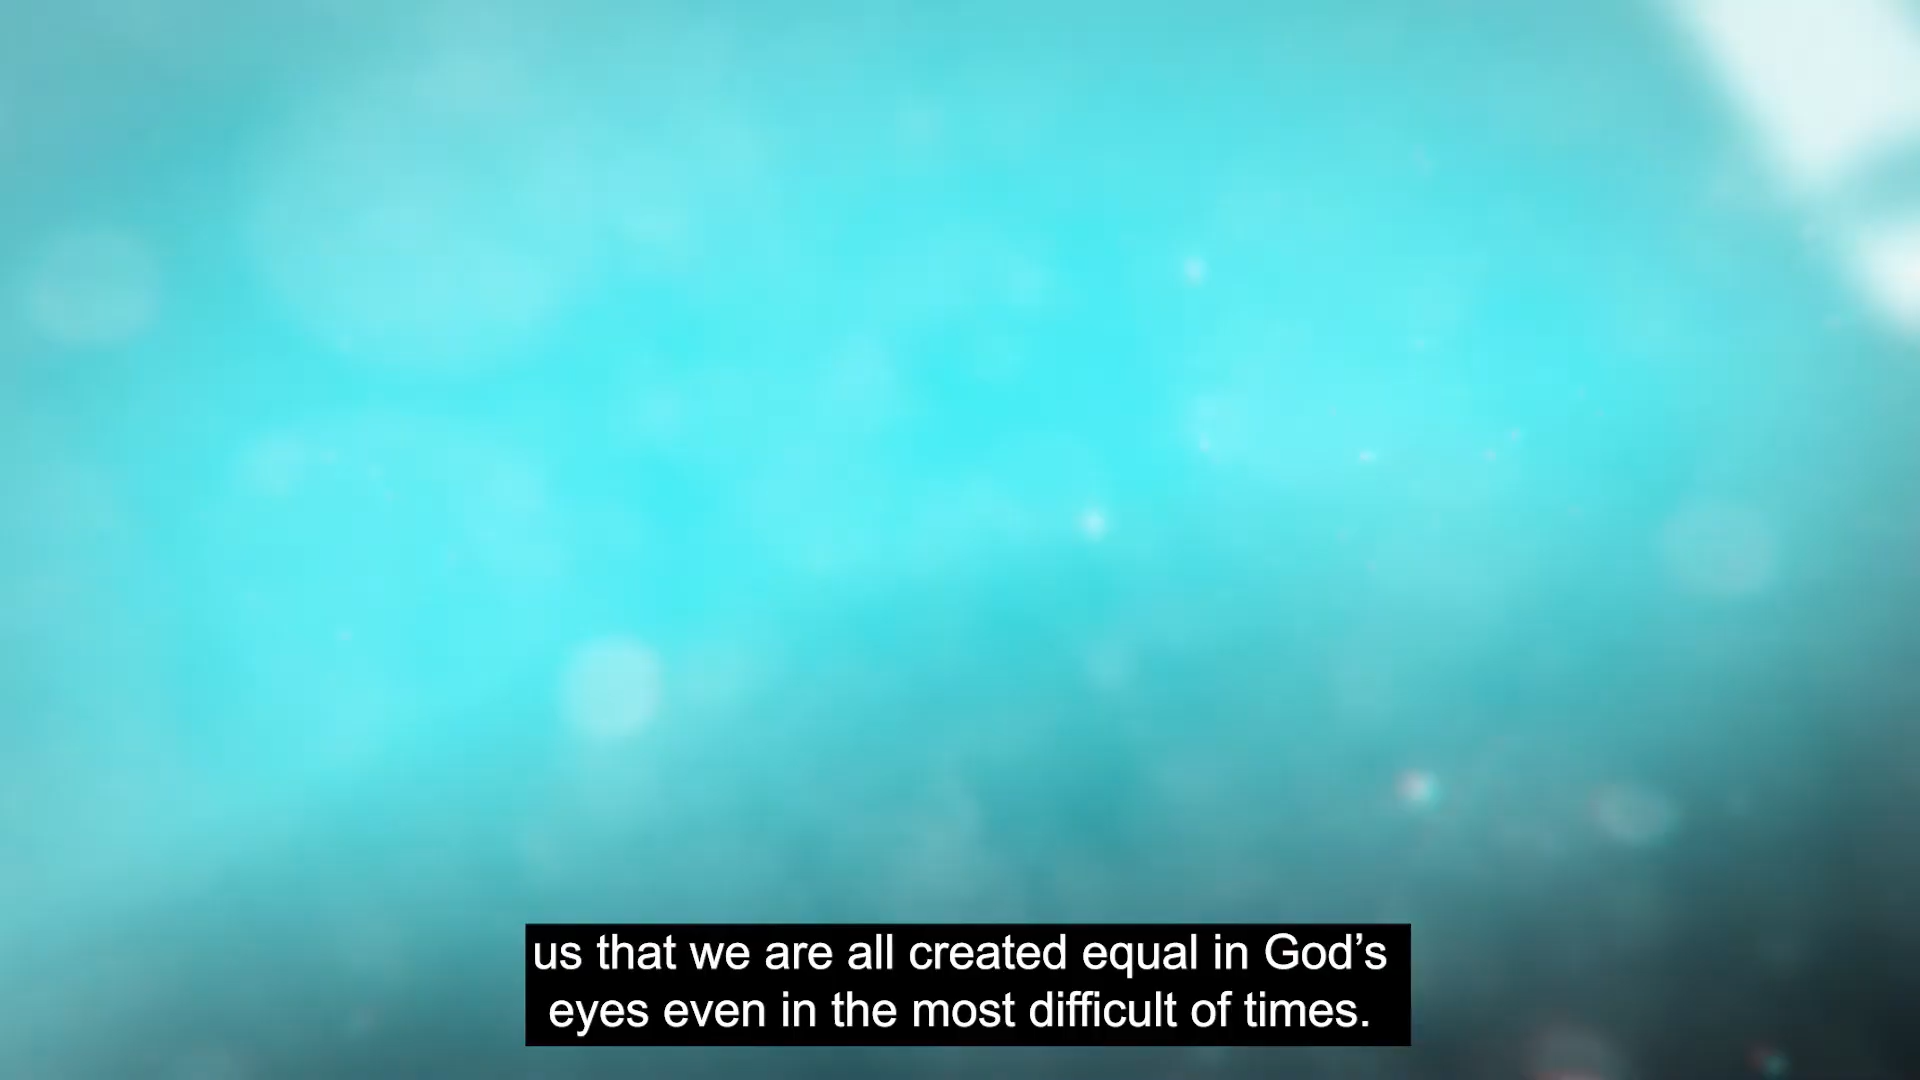 us that we are all created equal in God’s
eyes even in the most difficult of times.